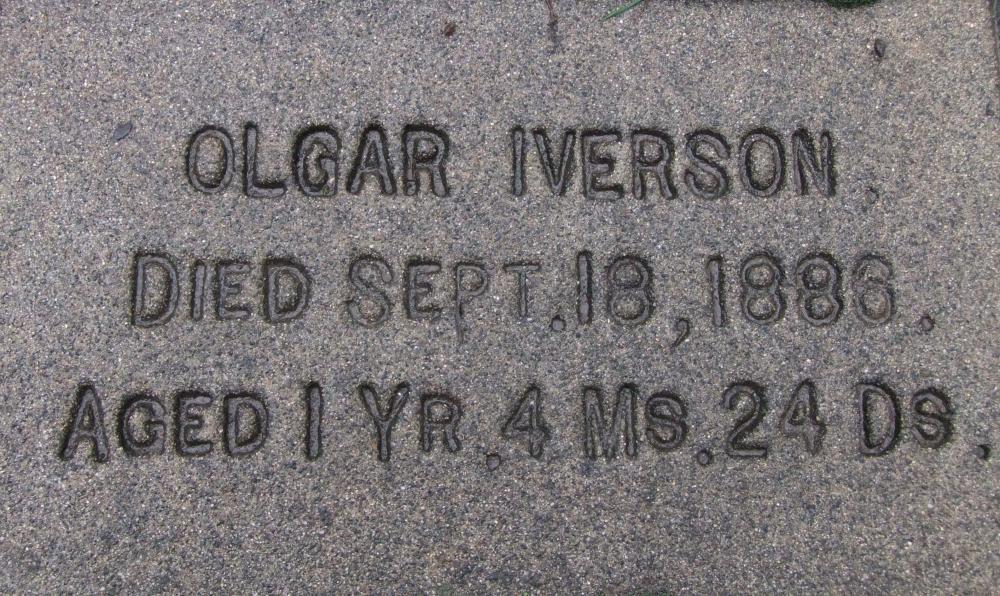 OLGAR IVERSON.
DIED SEPT.18,1886.
AGED 1 YR.4 MS.24 DS.